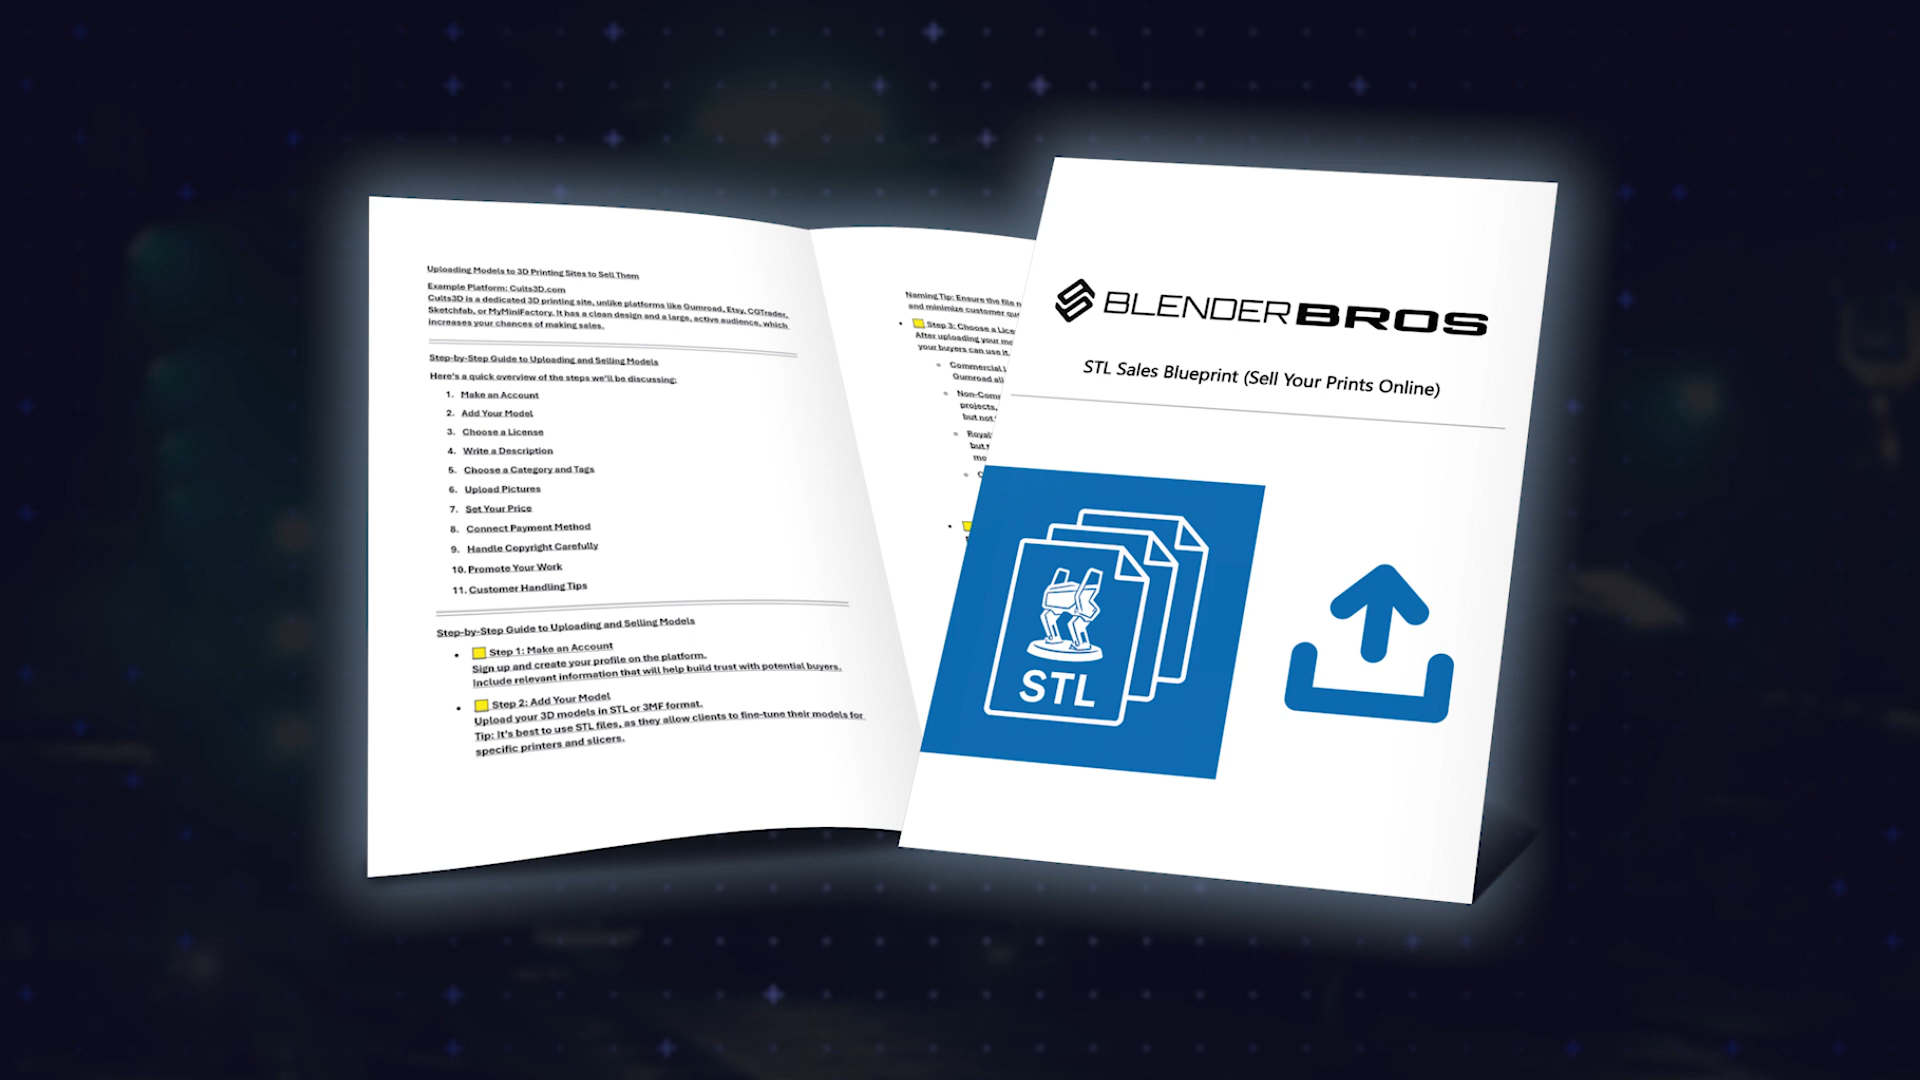 Uploading Models to 3D Printing Sites to Sell Them
Example Platform: Cults3D.com
Cults3D is a dedicated 3D printing site, unlike platforms like Gumroad, Etsy, CGTrader,
Sketchfab, or MyMiniFactory. It has a clean design and a large, active audience, which
increases your chances of making sales.
Step-by-Step Guide to Uploading and Selling Models
Here's a quick overview of the steps we'll be discussing:
1. Make an Account
2. Add Your Model
3. Choose a License
4. Write a Description
5. Choose a Category and Tags
6. Upload Pictures
7. Set Your Price
8. Connect Payment Method
9. Handle Copyright Carefully
10. Promote Your Work
11. Customer Handling Tips
Step-by-Step Guide to Uploading and Selling Models
Step 1: Make an Account
Sign up and create your profile on the platform.
Include relevant information that will help build trust with potential buyers.
Step 2: Add Your Model
Upload your 3D models in STL or 3MF format.
Tip: It's best to use STL files, as they allow clients to fine-tune their models for
specific printers and slicers.
Naming Tip: Ensure the file
and minimize customer
Step 3: Choose a
After uploading your
your buyers can use it.
Commercial
Gumroad
projects,
but not
but
BLENDERBROS
STL Sales Blueprint (Sell Your Prints Online)
STL